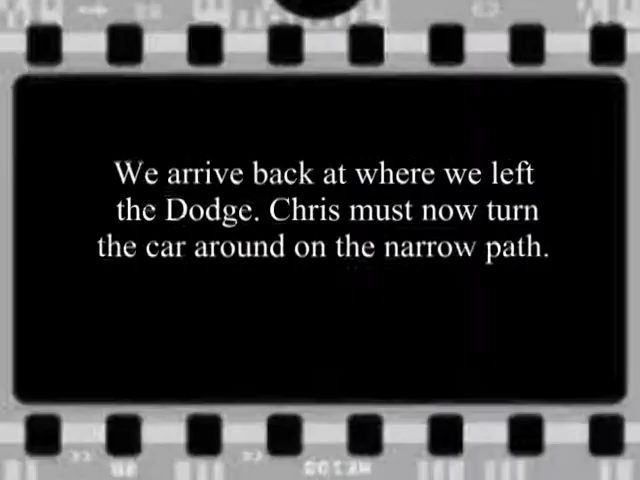 We arrive back at where we left
the Dodge. Chris must now turn
the car around on the narrow path.